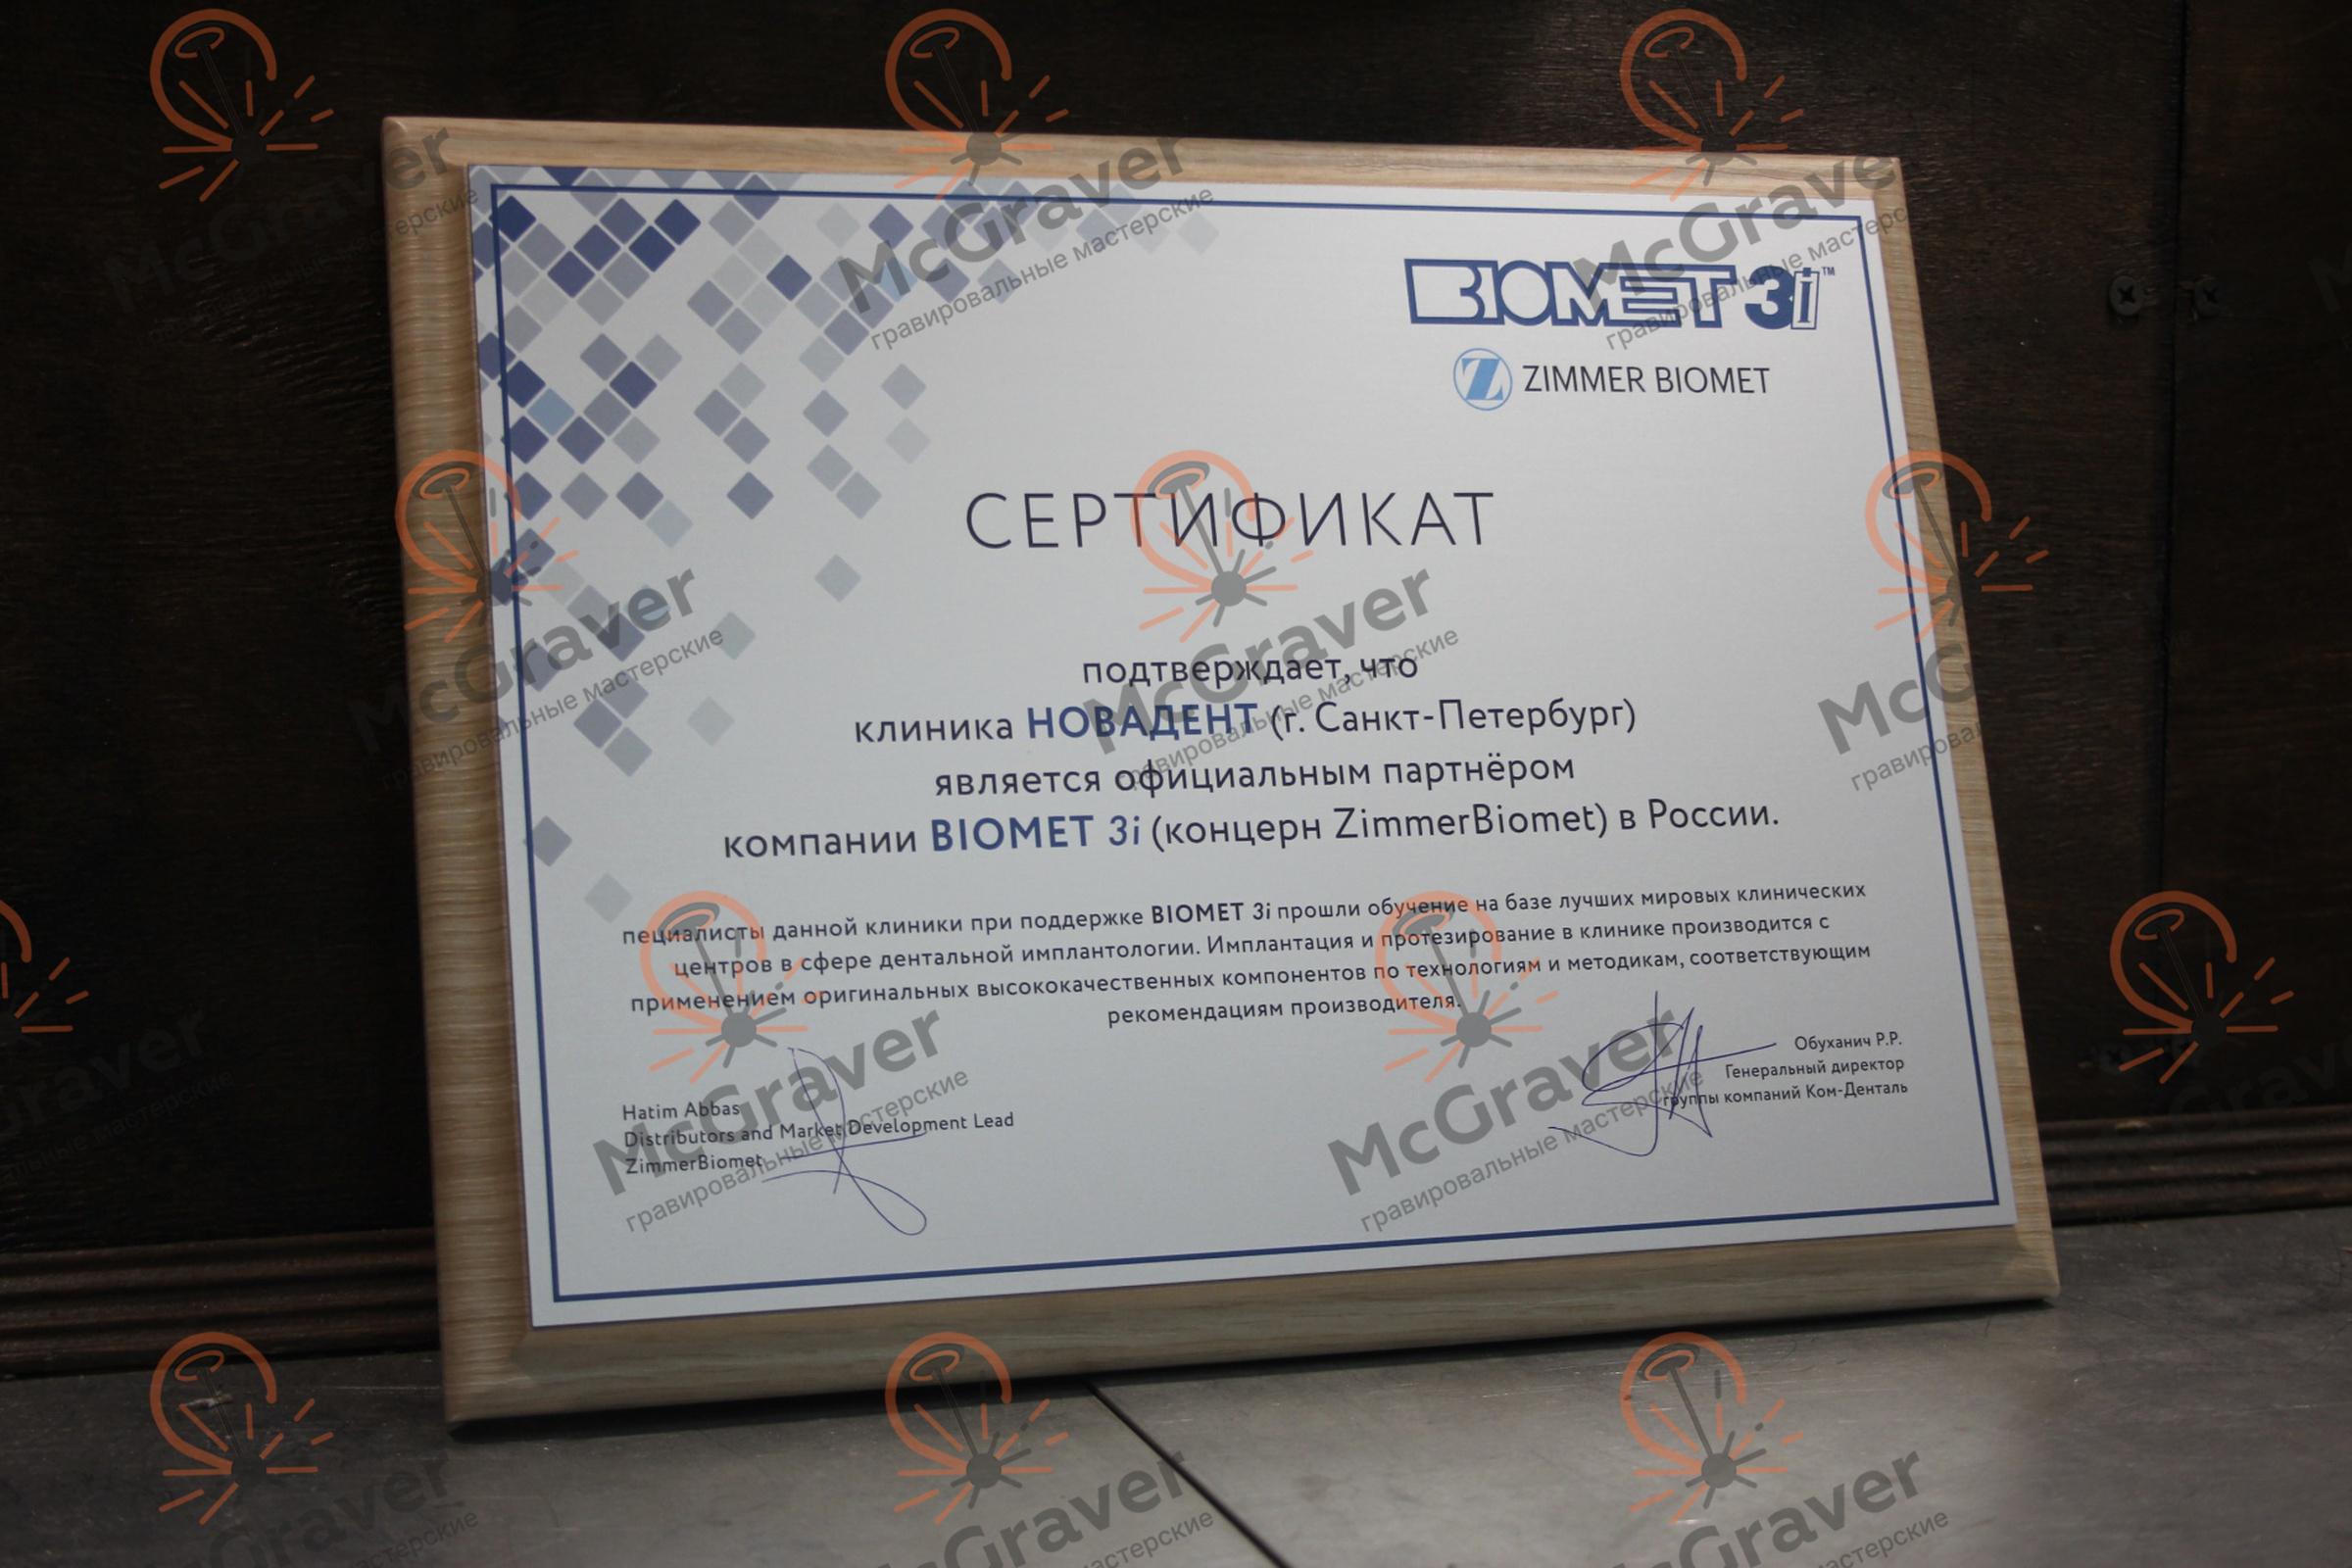 BIOMET 3i™
ZIMMER BIOMET
СЕРТИФИКАТ
подтверждает, что
клиника НОВАДЕНТ (г. Санкт-Петербург)
является официальным партнёром
компании BIOMET 3i (концерн ZimmerBiomet) в России.
пециалисты данной клиники при поддержке BIOMET 3i прошли обучение на базе лучших мировых клинических
центров в сфере дентальной имплантологии. Имплантация и протезирование в клинике производится с
применением оригинальных высококачественных компонентов по технологиям и методикам, соответствующим
рекомендациям производителя.
Hatim Abbas
Distributors and Market Development Lead
ZimmerBiomet
Обуханич Р.Р.
Генеральный директор
группы компаний Ком-Денталь
McGraver
гравировальные мастерские